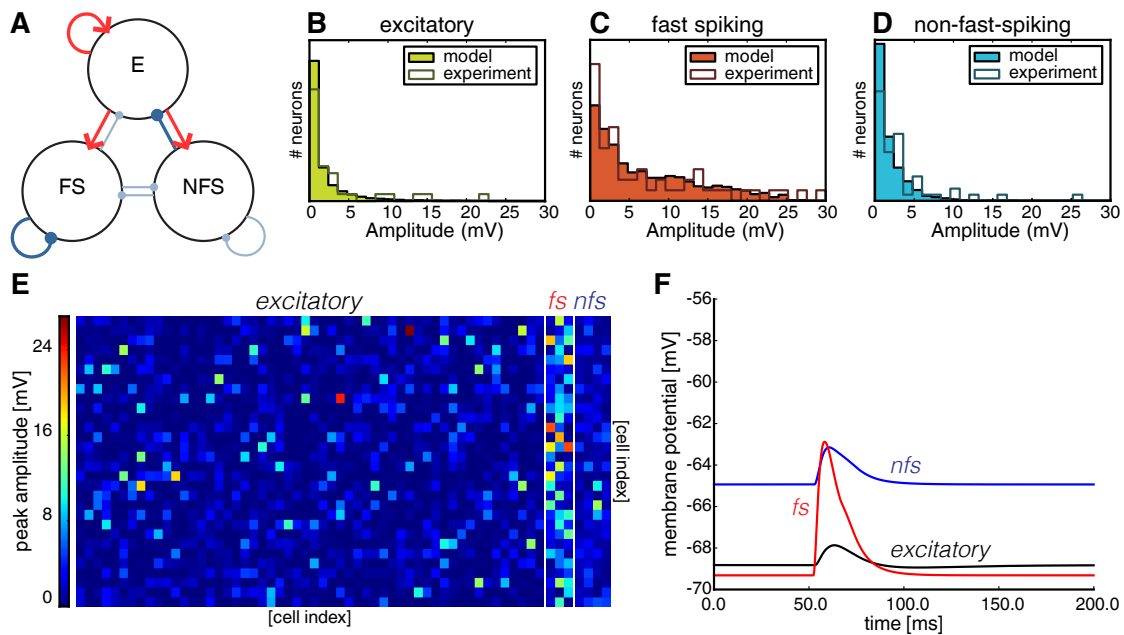 A
E
FS
NFS
B
excitatory
model
experiment
# neurons
0 5 10 15 20 25 30
Amplitude (mV)
C
fast spiking
model
experiment
# neurons
0 5 10 15 20 25 30
Amplitude (mV)
D
non-fast-spiking
model
experiment
# neurons
0 5 10 15 20 25 30
Amplitude (mV)
E
excitatory
fs nfs
24
16
8
0
peak amplitude [mV]
[cell index]
[cell index]
F
-56
-60
-62
-64
-66
-68
-70
membrane potential [mV]
nfs
fs
excitatory
0.0 50.0 100.0 150.0 200.0
time [ms]